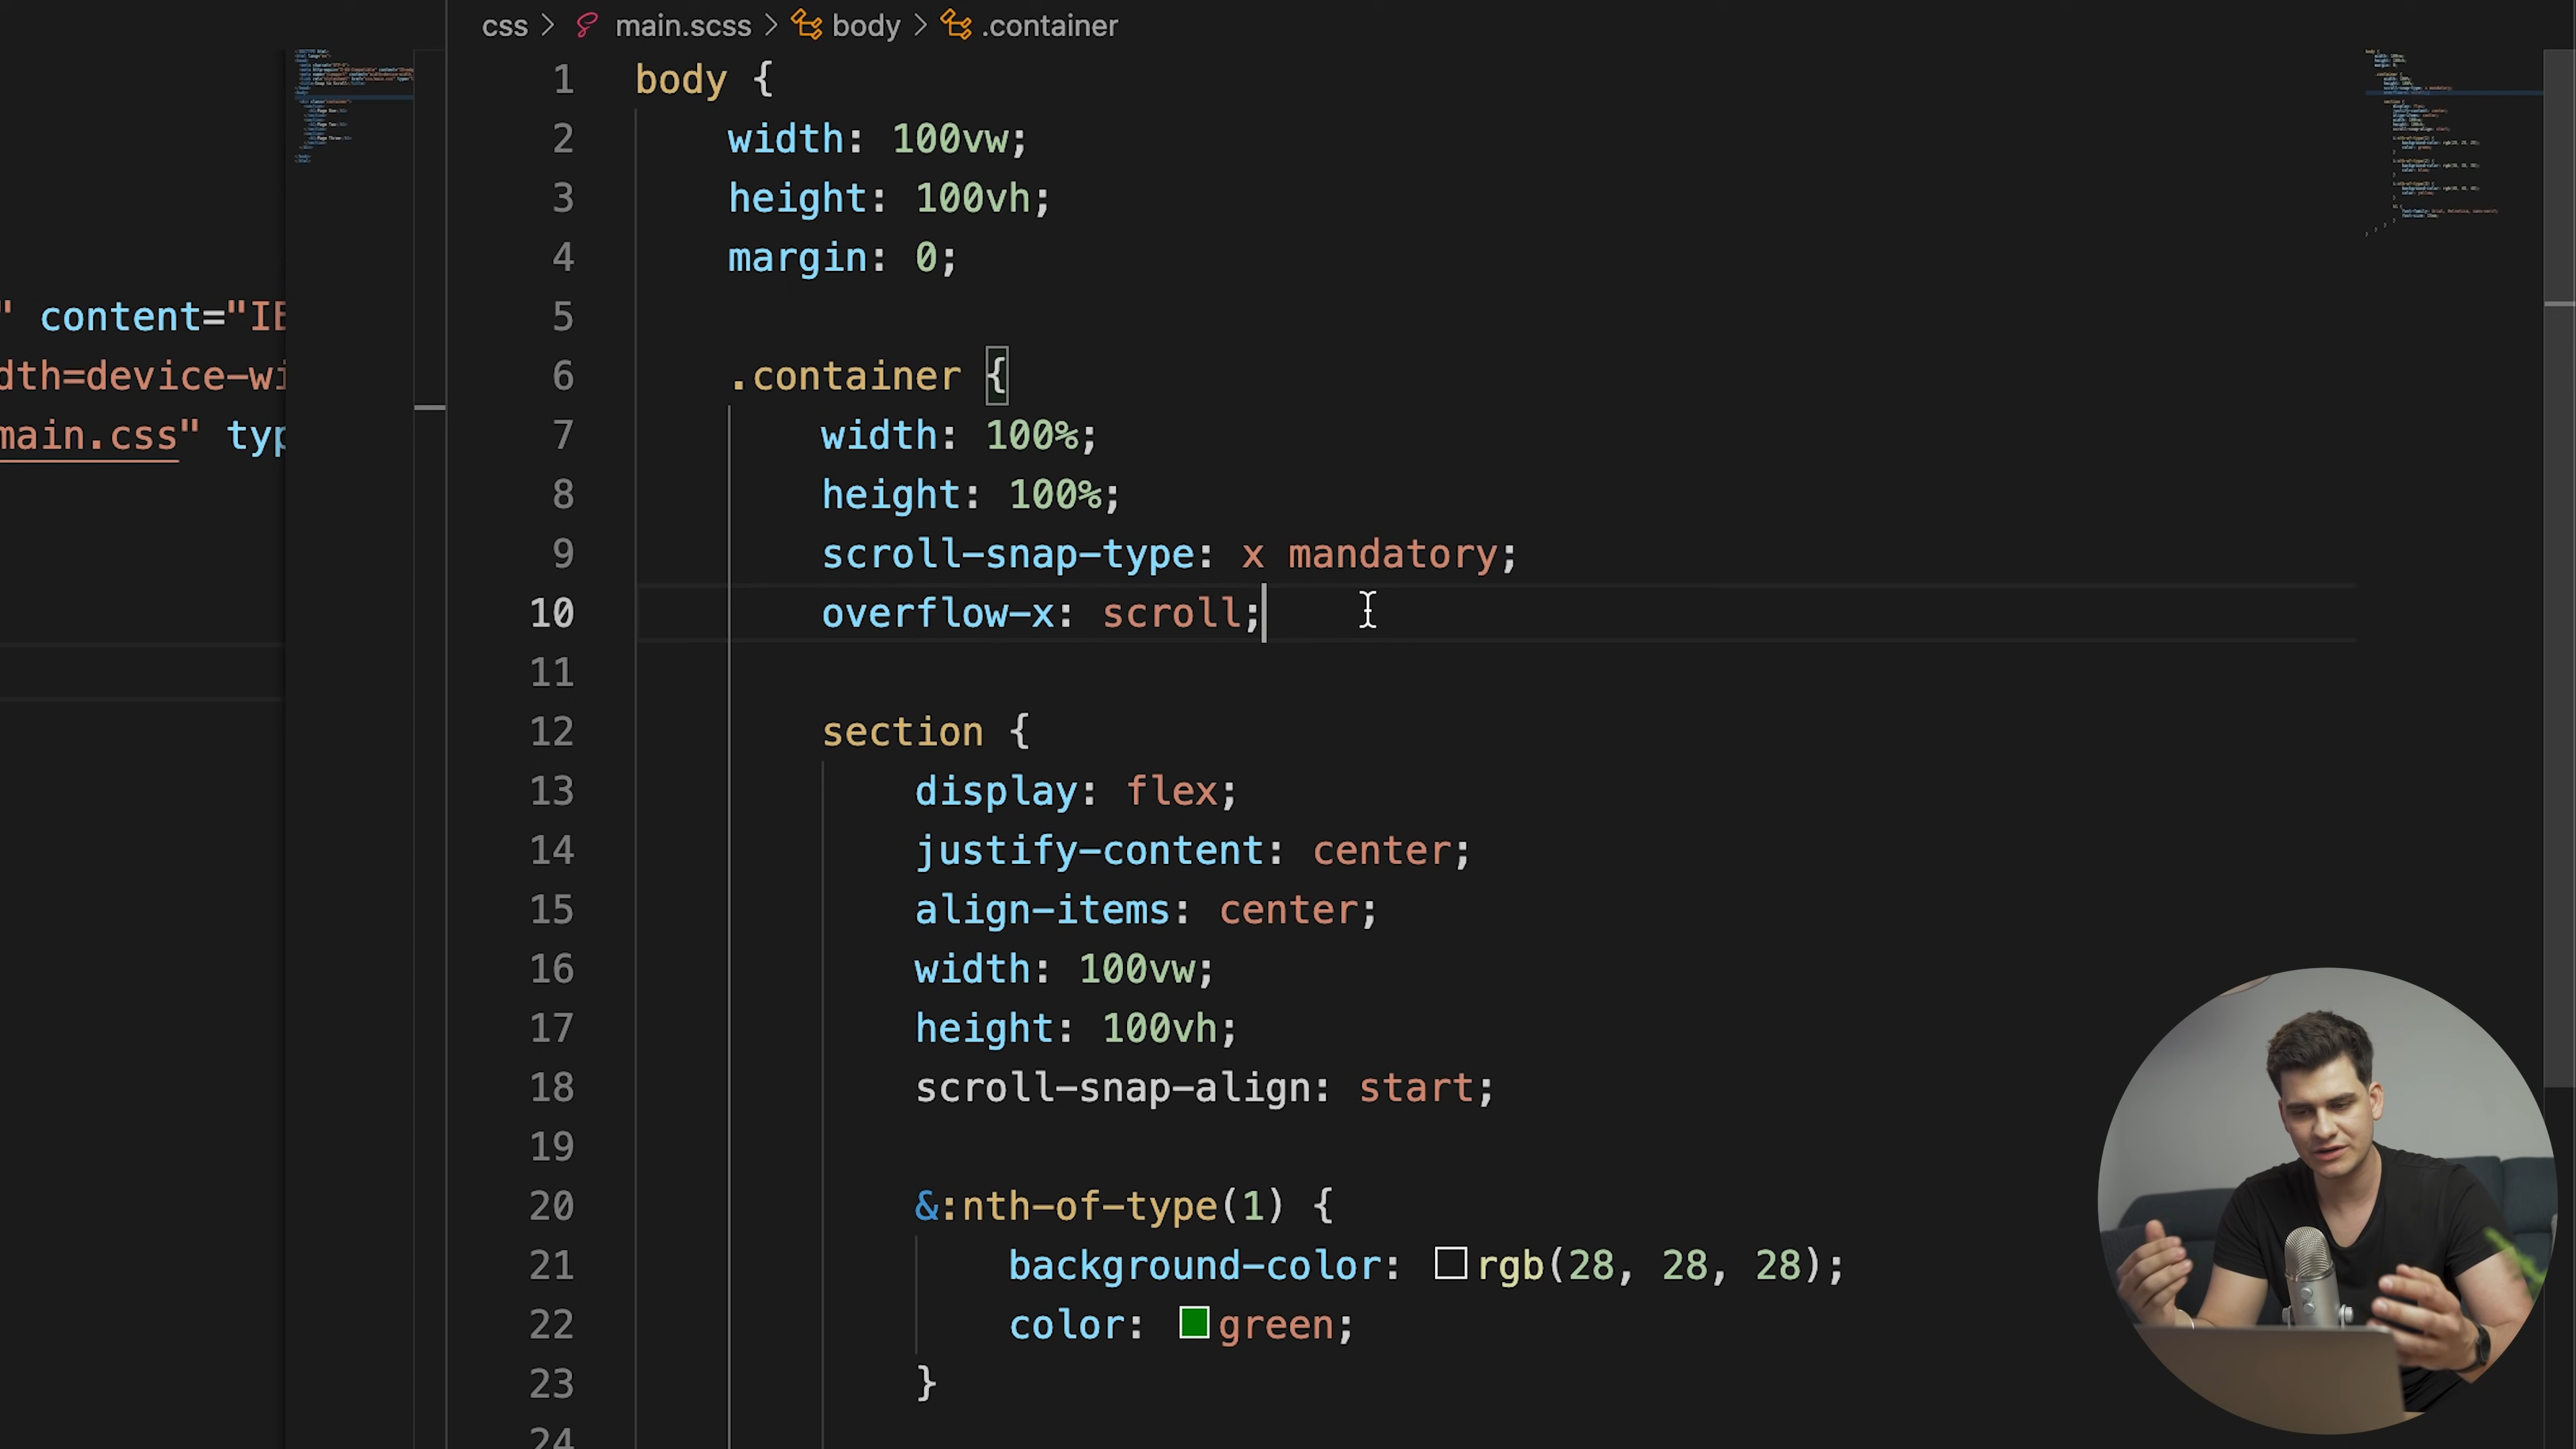 css > main.scss > body > .container
" content="IE
dth=device-wi
main.css" typ
1 body {
2 width: 100vw;
3 height: 100vh;
4 margin: 0;
5
6 .container {
7 width: 100%;
8 height: 100%;
9 scroll-snap-type: x mandatory;
10 overflow-x: scroll;
11
12 section {
13 display: flex;
14 justify-content: center;
15 align-items: center;
16 width: 100vw;
17 height: 100vh;
18 scroll-snap-align: start;
19
20 &:nth-of-type(1) {
21 background-color: rgb(28, 28, 28);
22 color: green;
23 }
24